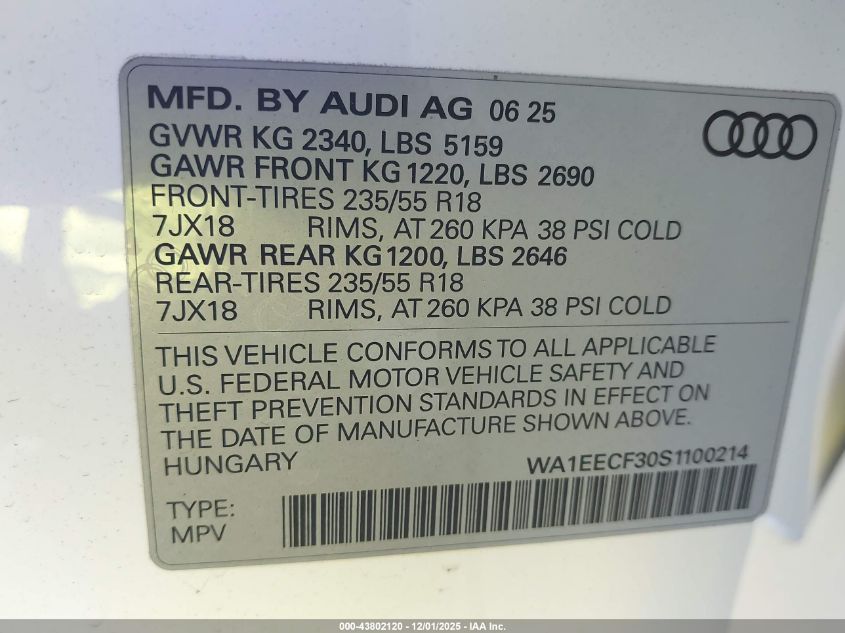 MFD. BY AUDI AG 06 25
GVWR KG 2340, LBS 5159
GAWR FRONT KG 1220, LBS 2690
FRONT-TIRES 235/55 R18
7JX18 RIMS, AT 260 KPA 38 PSI COLD
GAWR REAR KG 1200, LBS 2646
REAR-TIRES 235/55 R18
7JX18 RIMS, AT 260 KPA 38 PSI COLD
THIS VEHICLE CONFORMS TO ALL APPLICABLE
U.S. FEDERAL MOTOR VEHICLE SAFETY AND
THEFT PREVENTION STANDARDS IN EFFECT ON
THE DATE OF MANUFACTURE SHOWN ABOVE.
HUNGARY WA1EECF30S1100214
TYPE:
MPV
000-43802120 - 12/01/2025 - IAA Inc.